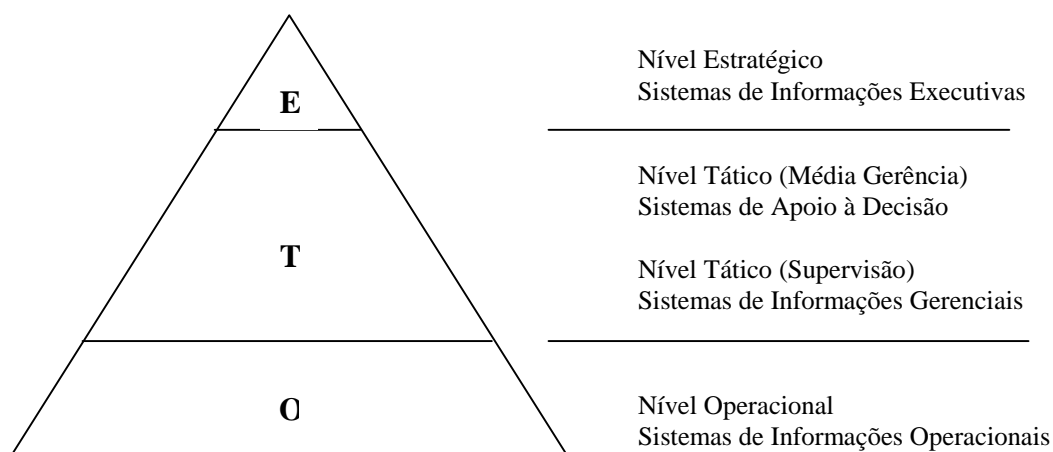 E
Nível Estratégico
Sistemas de Informações Executivas
T
Nível Tático (Média Gerência)
Sistemas de Apoio à Decisão
Nível Tático (Supervisão)
Sistemas de Informações Gerenciais
O
Nível Operacional
Sistemas de Informações Operacionais